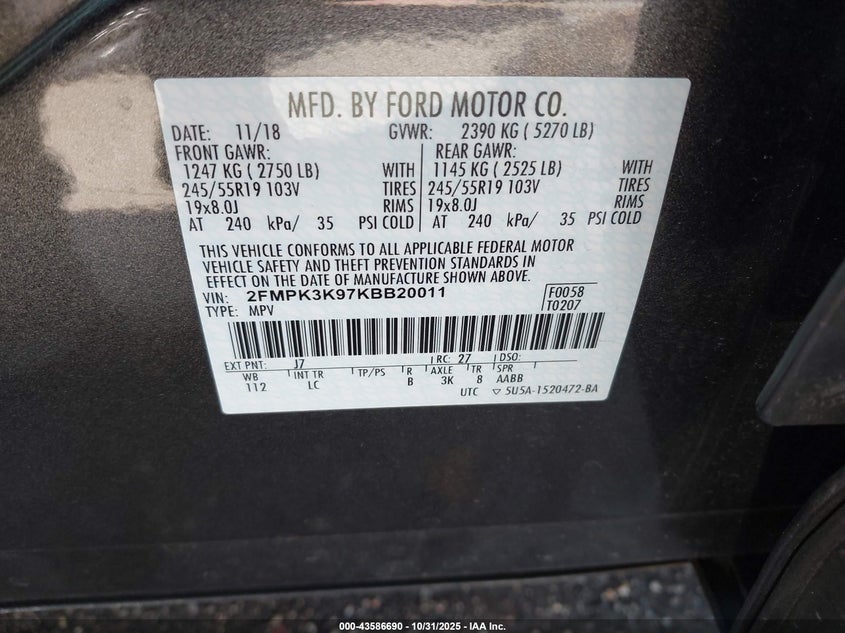 MFD. BY FORD MOTOR CO.
DATE: 11/18 GVWR: 2390 KG ( 5270 LB)
FRONT GAWR: REAR GAWR:
1247 KG ( 2750 LB) WITH 1145 KG ( 2525 LB) WITH
245/55R19 103V TIRES 245/55R19 103V TIRES
19x8.0J RIMS 19x8.0J RIMS
AT 240 kPa/ 35 PSI COLD AT 240 kPa/ 35 PSI COLD
THIS VEHICLE CONFORMS TO ALL APPLICABLE FEDERAL MOTOR
VEHICLE SAFETY AND THEFT PREVENTION STANDARDS IN
EFFECT ON THE DATE OF MANUFACTURE SHOWN ABOVE.
VIN: 2FMPK3K97KBB20011 F0058
TYPE: MPV T0207
EXT PNT: J7 RC: 27 DSO:
WB INT TR TP/PS R AXLE TR SPR
112 LC B 3K 8 AABB
UTC ▽ 5U5A-1520472-BA
000-43586690 - 10/31/2025 - IAA Inc.